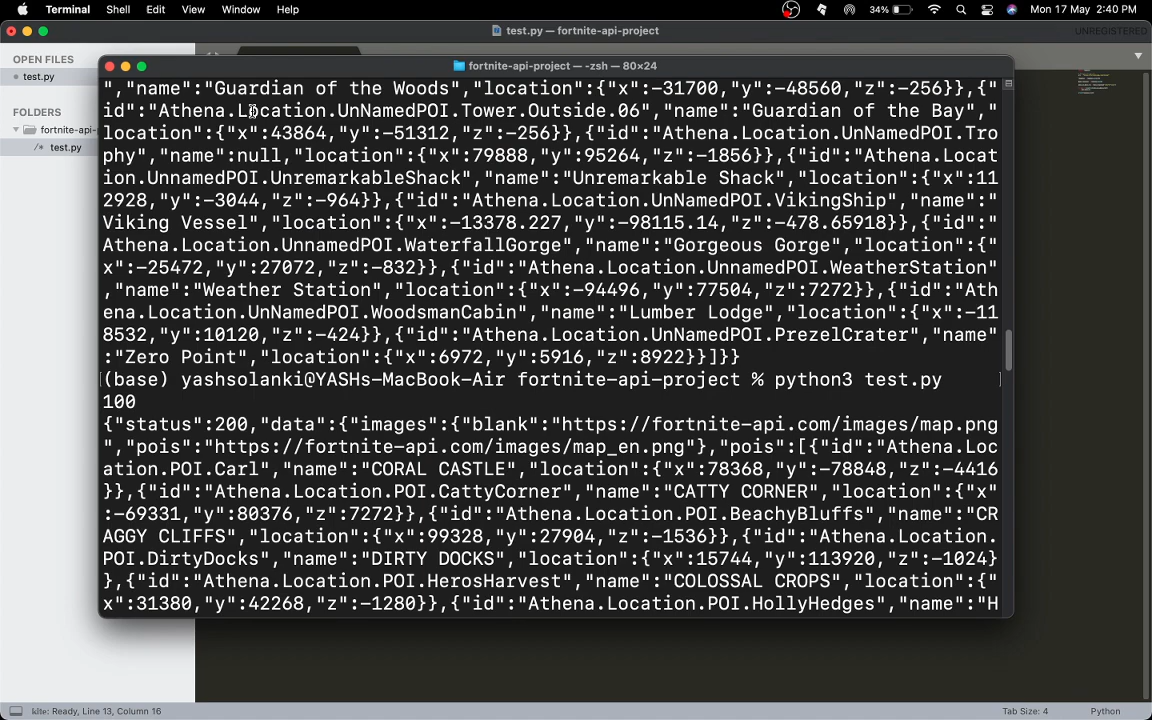 Terminal Shell Edit View Window Help 34% Mon 17 May 2:40 PM
test.py — fortnite-api-project UNREGISTERED
OPEN FILES
test.py
FOLDERS
fortnite-api-
/* test.py
fortnite-api-project — -zsh — 80×24
","name":"Guardian of the Woods","location":{"x":-31700,"y":-48560,"z":-256}},{"
id":"Athena.Location.UnNamedPOI.Tower.Outside.06","name":"Guardian of the Bay","
location":{"x":43864,"y":-51312,"z":-256}},{"id":"Athena.Location.UnNamedPOI.Tro
phy","name":null,"location":{"x":79888,"y":95264,"z":-1856}},{"id":"Athena.Locat
ion.UnnamedPOI.UnremarkableShack","name":"Unremarkable Shack","location":{"x":11
2928,"y":-3044,"z":-964}},{"id":"Athena.Location.UnNamedPOI.VikingShip","name":"
Viking Vessel","location":{"x":-13378.227,"y":-98115.14,"z":-478.65918}},{"id":"
Athena.Location.UnnamedPOI.WaterfallGorge","name":"Gorgeous Gorge","location":{"
x":-25472,"y":27072,"z":-832}},{"id":"Athena.Location.UnnamedPOI.WeatherStation"
,"name":"Weather Station","location":{"x":-94496,"y":77504,"z":7272}},{"id":"Ath
ena.Location.UnNamedPOI.WoodsmanCabin","name":"Lumber Lodge","location":{"x":-11
8532,"y":10120,"z":-424}},{"id":"Athena.Location.UnNamedPOI.PrezelCrater","name"
:"Zero Point","location":{"x":6972,"y":5916,"z":8922}}]}}
(base) yashsolanki@YASHs-MacBook-Air fortnite-api-project % python3 test.py
100
{"status":200,"data":{"images":{"blank":"https://fortnite-api.com/images/map.png
","pois":"https://fortnite-api.com/images/map_en.png"},"pois":[{"id":"Athena.Loc
ation.POI.Carl","name":"CORAL CASTLE","location":{"x":78368,"y":-78848,"z":-4416
}},{"id":"Athena.Location.POI.CattyCorner","name":"CATTY CORNER","location":{"x"
:-69331,"y":80376,"z":7272}},{"id":"Athena.Location.POI.BeachyBluffs","name":"CR
AGGY CLIFFS","location":{"x":99328,"y":27904,"z":-1536}},{"id":"Athena.Location.
POI.DirtyDocks","name":"DIRTY DOCKS","location":{"x":15744,"y":113920,"z":-1024}
},{"id":"Athena.Location.POI.HerosHarvest","name":"COLOSSAL CROPS","location":{"
x":31380,"y":42268,"z":-1280}},{"id":"Athena.Location.POI.HollyHedges","name":"H
kite: Ready, Line 13, Column 16 Tab Size: 4 Python